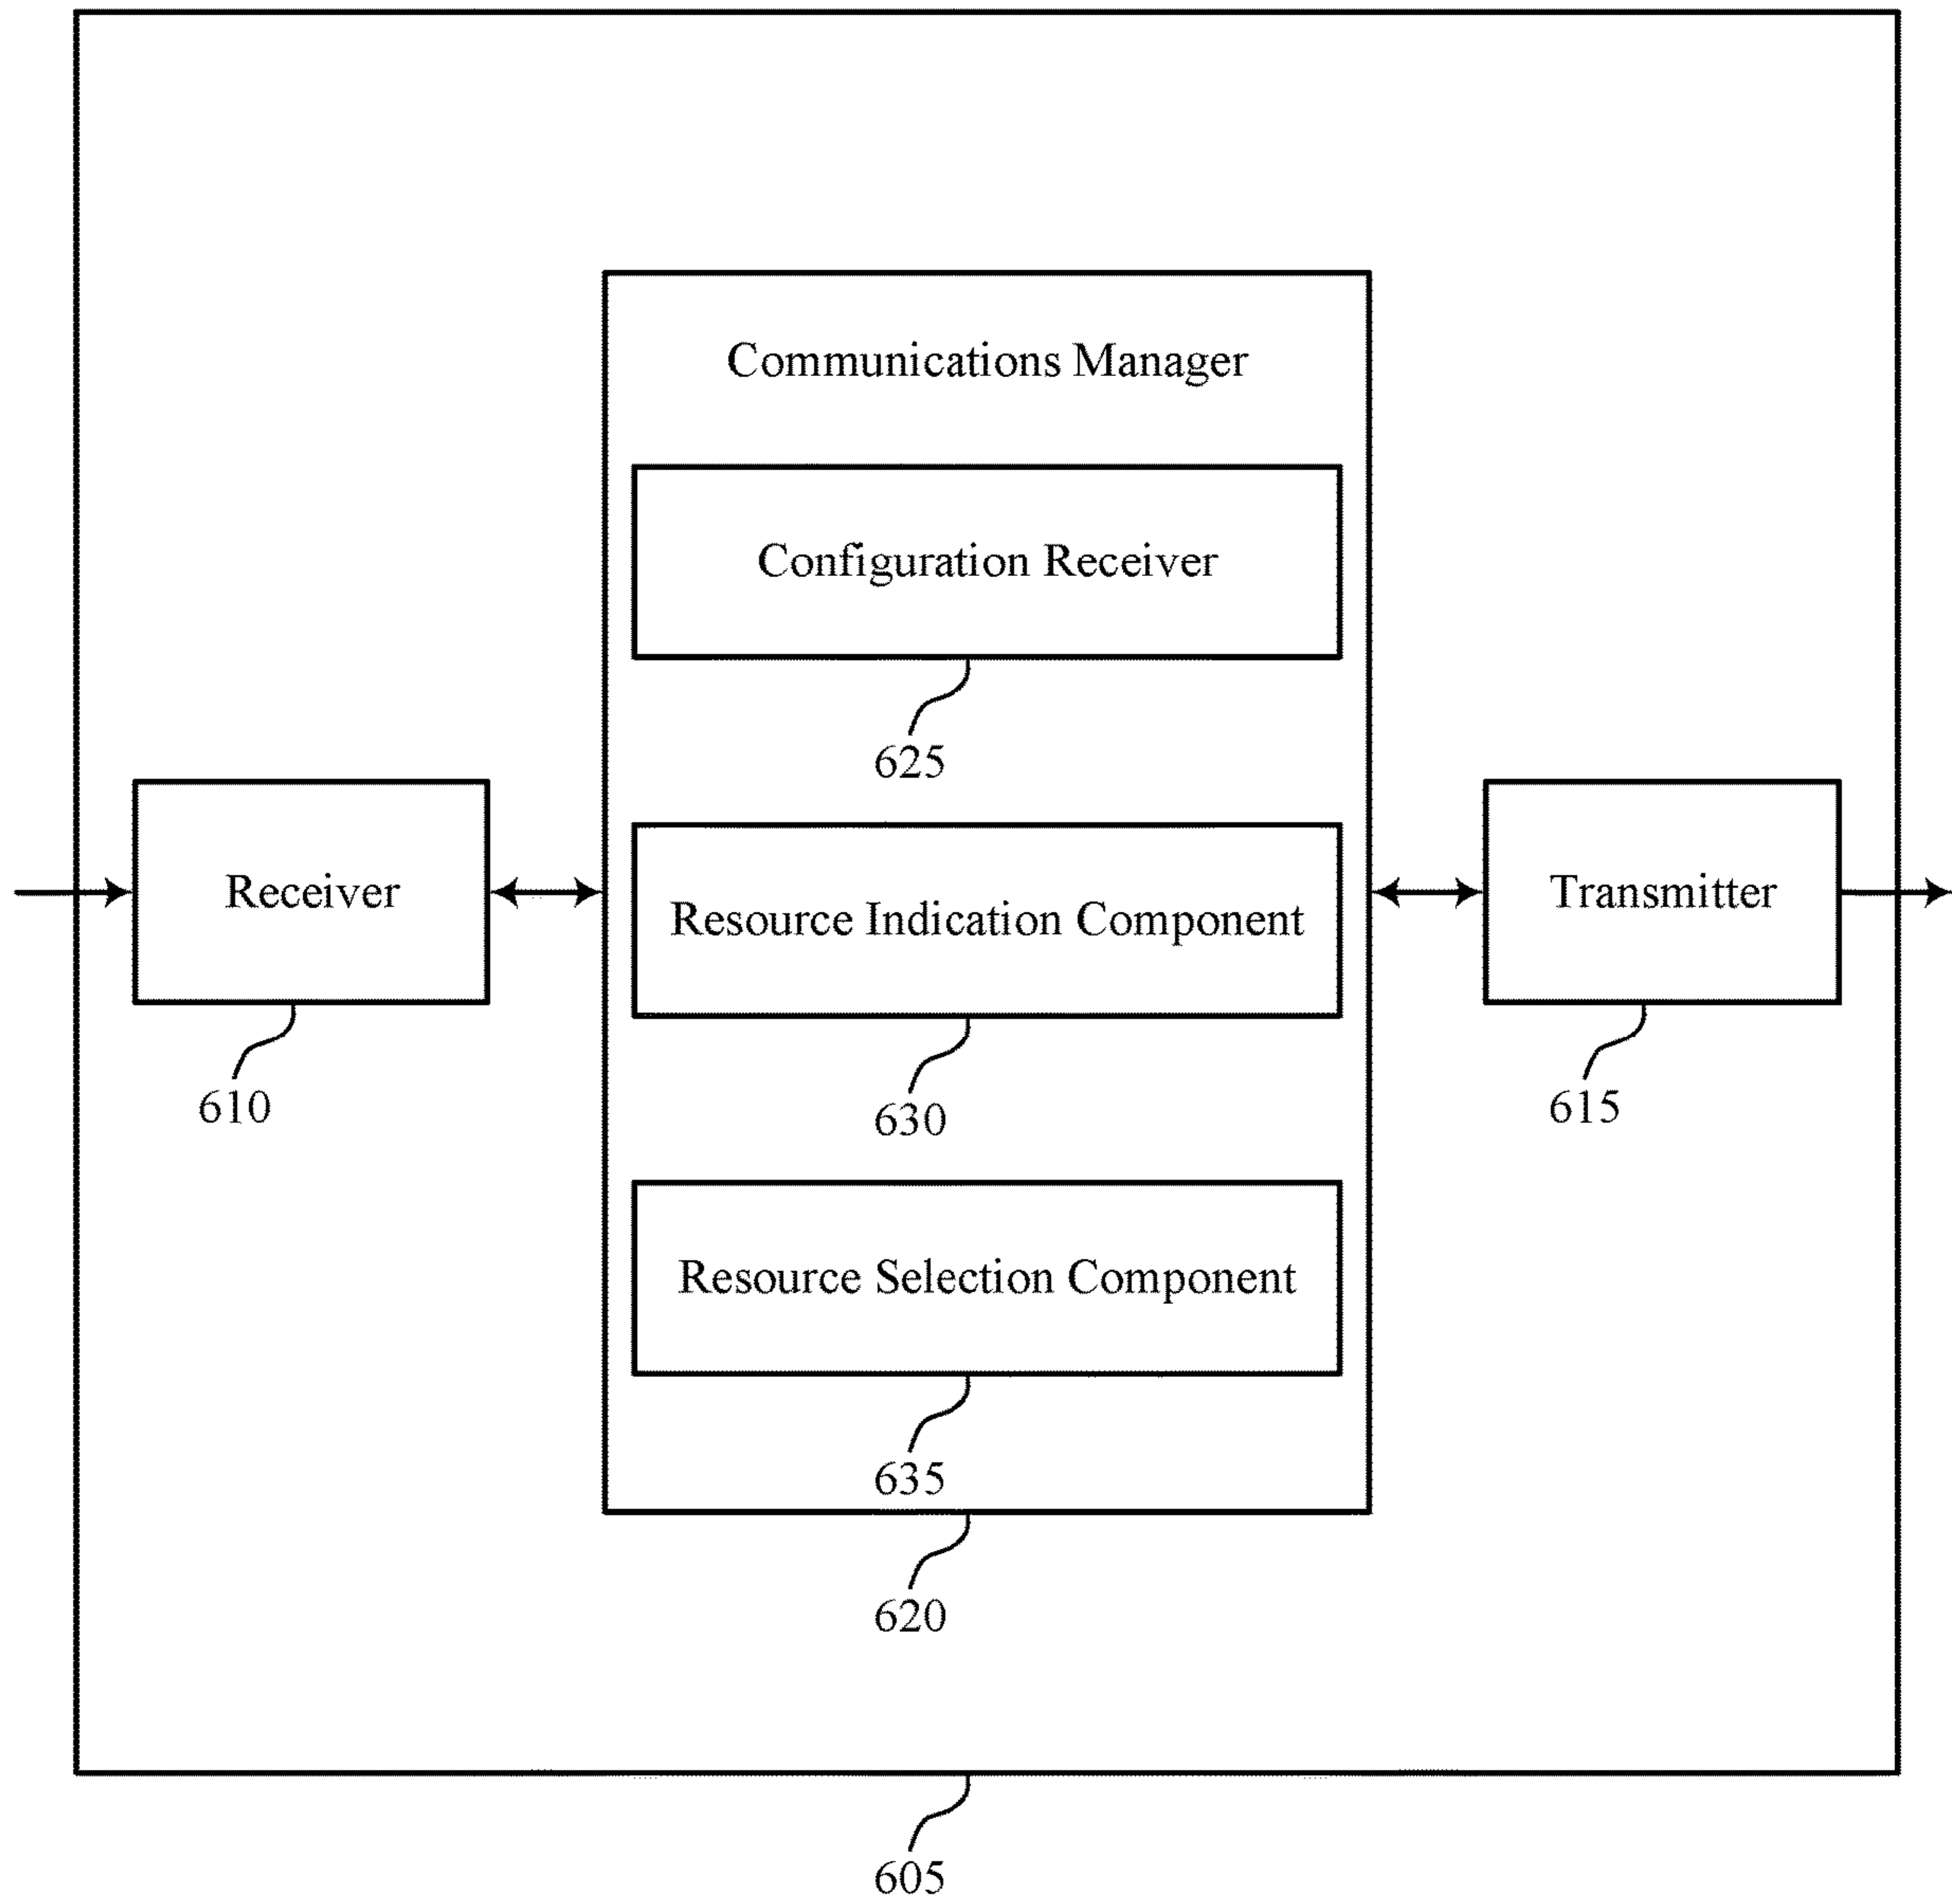 Communications Manager
Configuration Receiver
625
Receiver
Resource Indication Component
Transmitter
610
630
615
Resource Selection Component
635
620
605